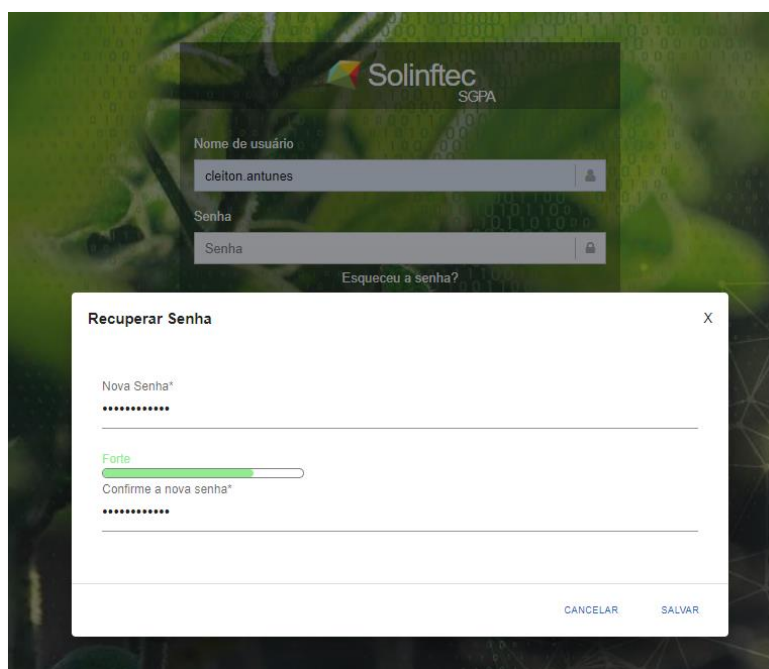 Solinftec
SGPA
Nome de usuário
cleiton.antunes
Senha
Senha
Esqueceu a senha?
Recuperar Senha X
Nova Senha*
••••••••••••
Forte
Confirme a nova senha*
••••••••••••
CANCELAR SALVAR